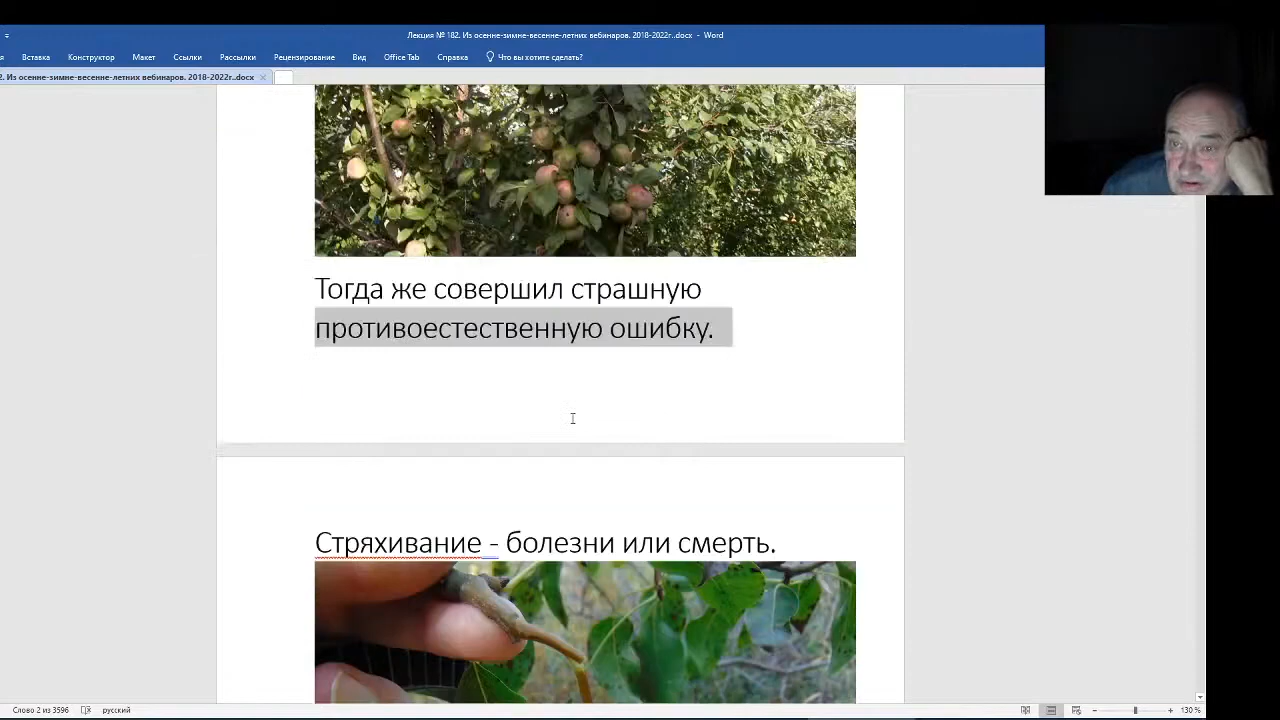 Лекция № 182. Из осенне-зимне-весенне-летних вебинаров. 2018-2022г..docx - Word
я Вставка Конструктор Макет Ссылки Рассылки Рецензирование Вид Office Tab Справка Что вы хотите сделать?
2. Из осенне-зимне-весенне-летних вебинаров. 2018-2022г..docx
Тогда же совершил страшную
противоестественную ошибку.
Стряхивание - болезни или смерть.
Слово 2 из 3596 русский 130 %